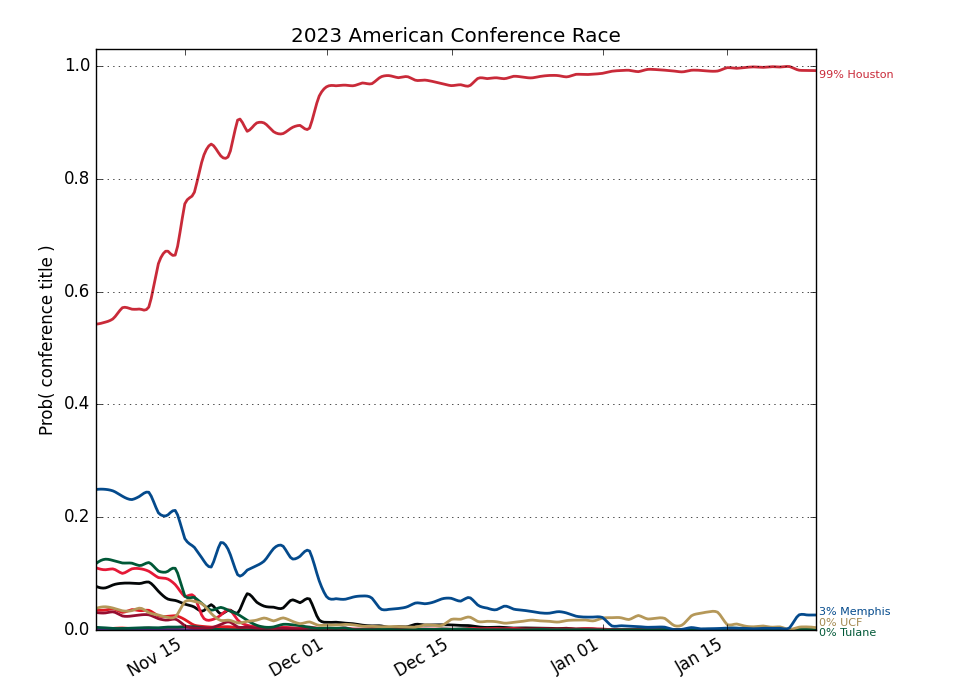 2023 American Conference Race
Prob( conference title )
1.0
0.8
0.6
0.4
0.2
0.0
99% Houston
3% Memphis
0% UCF
0% Tulane
Nov 15
Dec 01
Dec 15
Jan 01
Jan 15